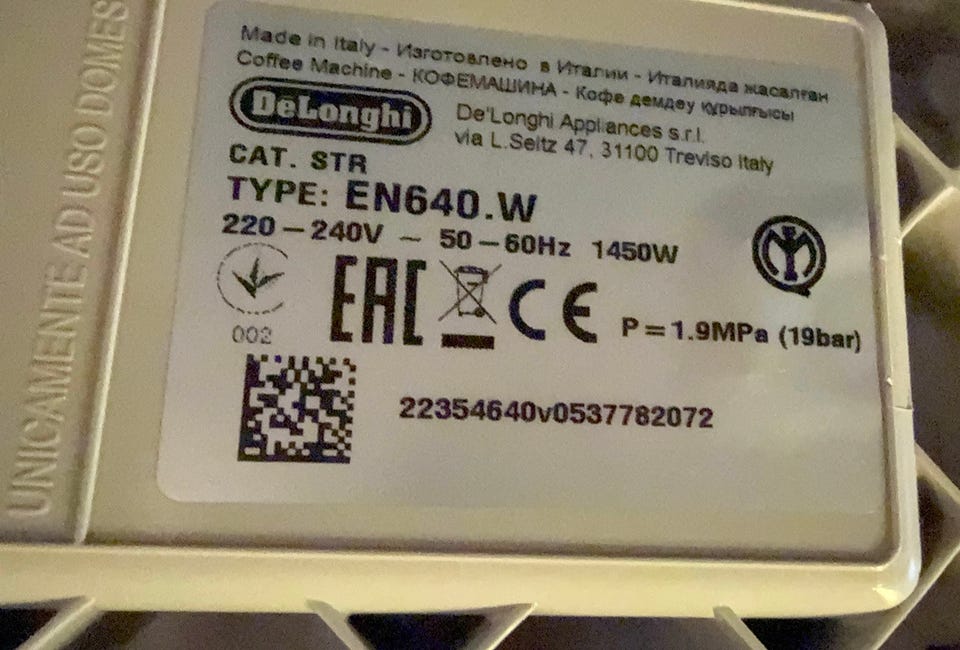 Made in Italy - Изготовлено в Италии - Италияда жасалған
Coffee Machine - КОФЕМАШИНА - Кофе демдеу құрылғысы
DeLonghi
De'Longhi Appliances s.r.l.
via L.Seitz 47, 31100 Treviso Italy
CAT. STR
TYPE: EN640.W
220 – 240V ~ 50 – 60Hz 1450W
002
EAC
CE
P = 1.9MPa (19bar)
22354640v0537782072
UNICAMENTE AD USO DOMES